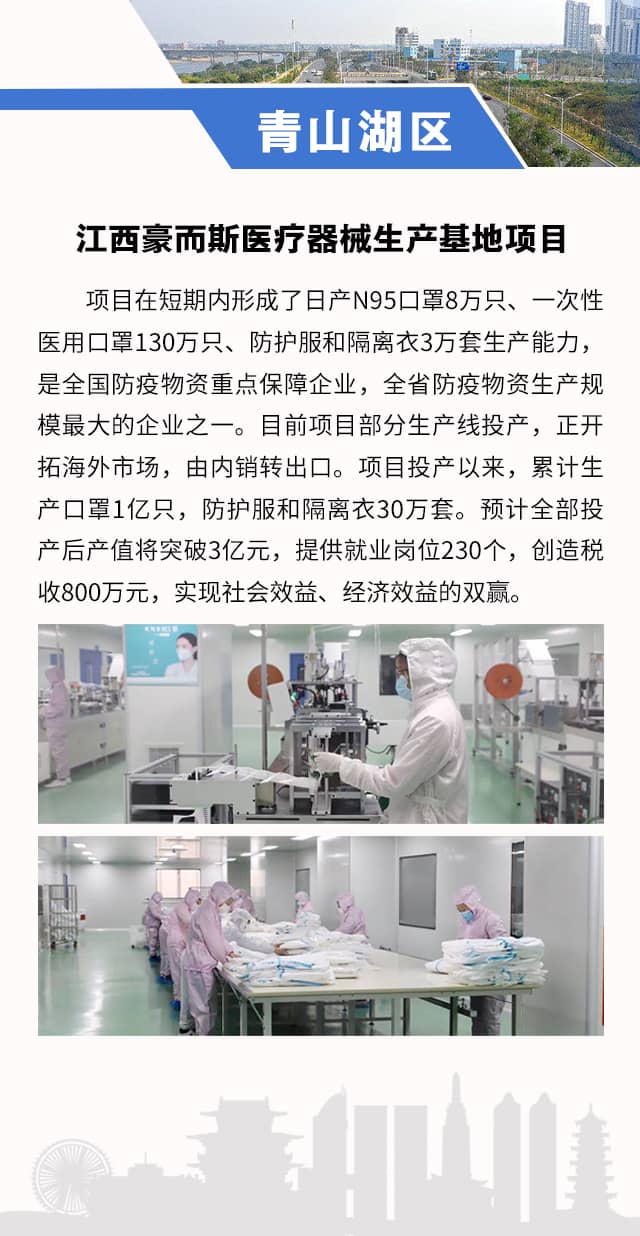 青山湖区
江西豪而斯医疗器械生产基地项目
项目在短期内形成了日产N95口罩8万只、一次性
医用口罩130万只、防护服和隔离衣3万套生产能力，
是全国防疫物资重点保障企业，全省防疫物资生产规
模最大的企业之一。目前项目部分生产线投产，正开
拓海外市场，由内销转出口。项目投产以来，累计生
产口罩1亿只，防护服和隔离衣30万套。预计全部投
产后产值将突破3亿元，提供就业岗位230个，创造税
收800万元，实现社会效益、经济效益的双赢。